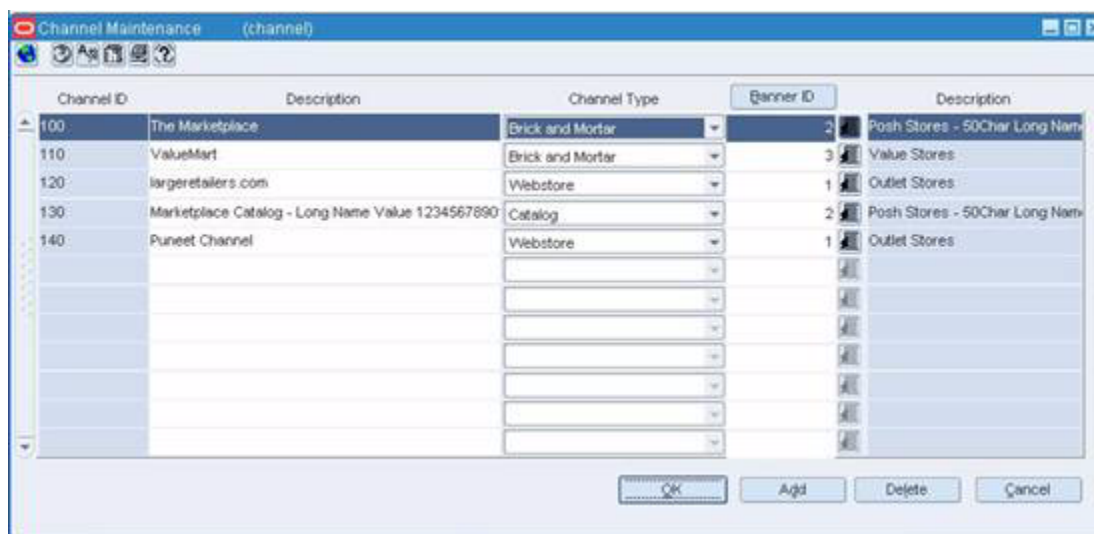 Channel Maintenance (channel)
Channel ID Description Channel Type Banner ID Description
100 The Marketplace Brick and Mortar 2 Posh Stores - 50Char Long Nam
110 ValueMart Brick and Mortar 3 Value Stores
120 largeretailers.com Webstore 1 Outlet Stores
130 Marketplace Catalog - Long Name Value 1234567890 Catalog 2 Posh Stores - 50Char Long Nam
140 Puneet Channel Webstore 1 Outlet Stores
OK Add Delete Cancel